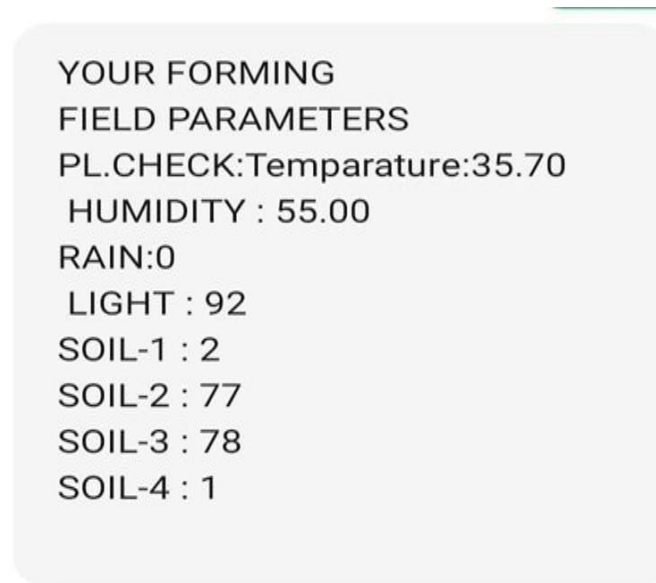 YOUR FORMING
FIELD PARAMETERS
PL.CHECK:Temparature:35.70
HUMIDITY : 55.00
RAIN:0
LIGHT : 92
SOIL-1 : 2
SOIL-2 : 77
SOIL-3 : 78
SOIL-4 : 1